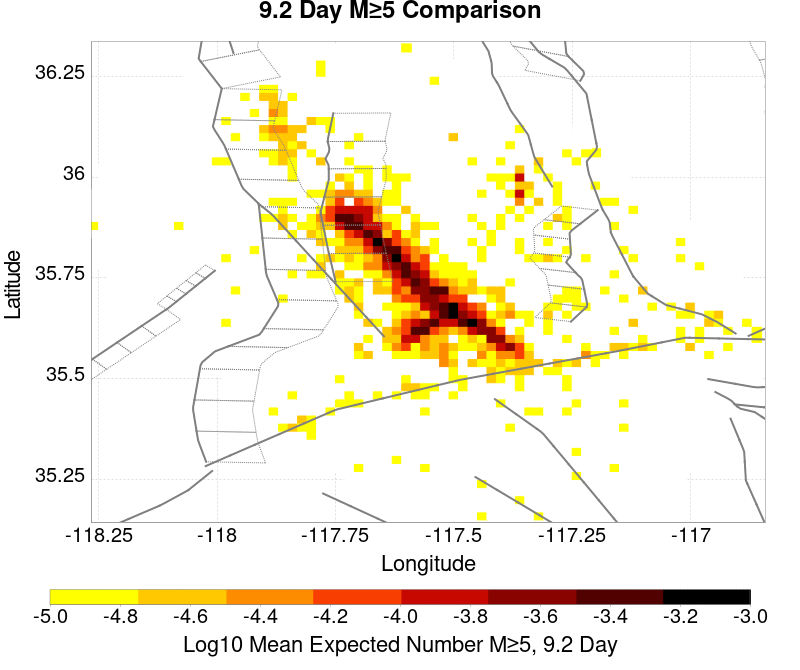 9.2 Day M≥5 Comparison
36.25
36
35.75
35.5
35.25
Latitude
-118.25 -118 -117.75 -117.5 -117.25 -117
Longitude
-5.0 -4.8 -4.6 -4.4 -4.2 -4.0 -3.8 -3.6 -3.4 -3.2 -3.0
Log10 Mean Expected Number M≥5, 9.2 Day